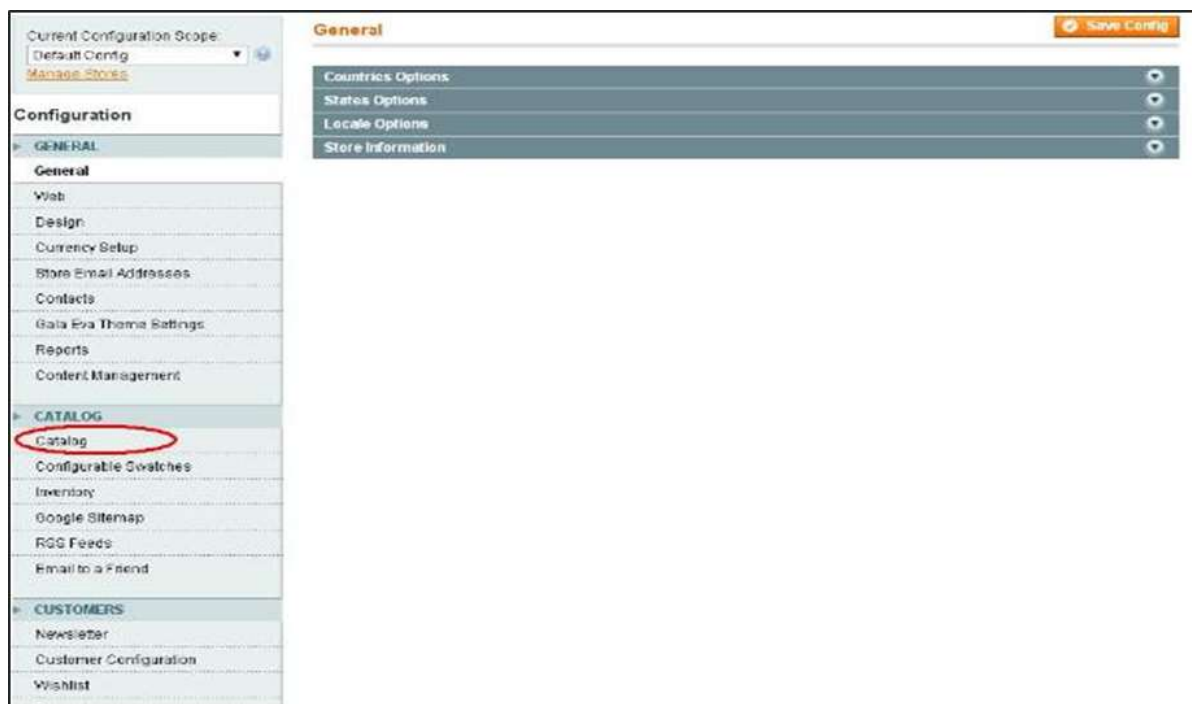 Current Configuration Scope:
Default Config
Manage Stores
Configuration
GENERAL
General
Web
Design
Currency Setup
Store Email Addresses
Contacts
Gala Eva Theme Settings
Reports
Content Management
CATALOG
Catalog
Configurable Swatches
Inventory
Google Sitemap
RSS Feeds
Email to a Friend
CUSTOMERS
Newsletter
Customer Configuration
Wishlist
General
Save Config
Countries Options
States Options
Locale Options
Store Information